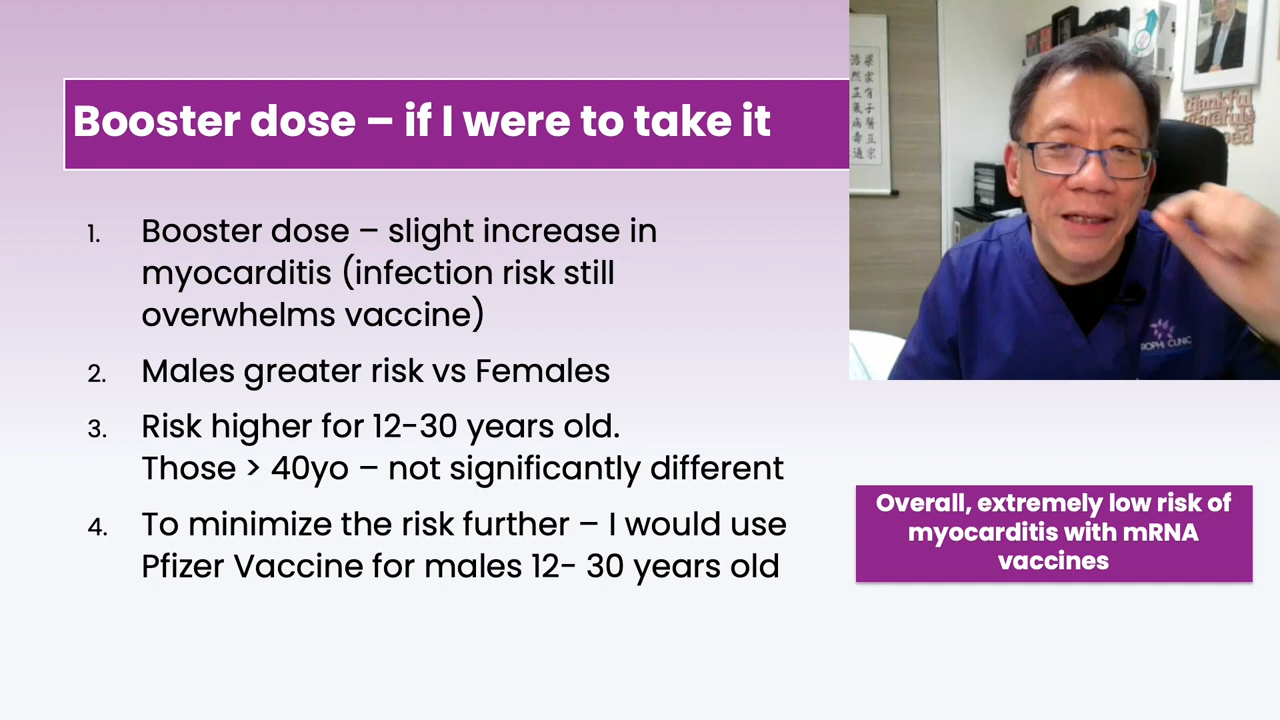 Booster dose – if I were to take it
1. Booster dose – slight increase in
myocarditis (infection risk still
overwhelms vaccine)
2. Males greater risk vs Females
3. Risk higher for 12-30 years old.
Those > 40yo – not significantly different
4. To minimize the risk further – I would use
Pfizer Vaccine for males 12- 30 years old
Overall, extremely low risk of
myocarditis with mRNA
vaccines
thankful
CLINIC